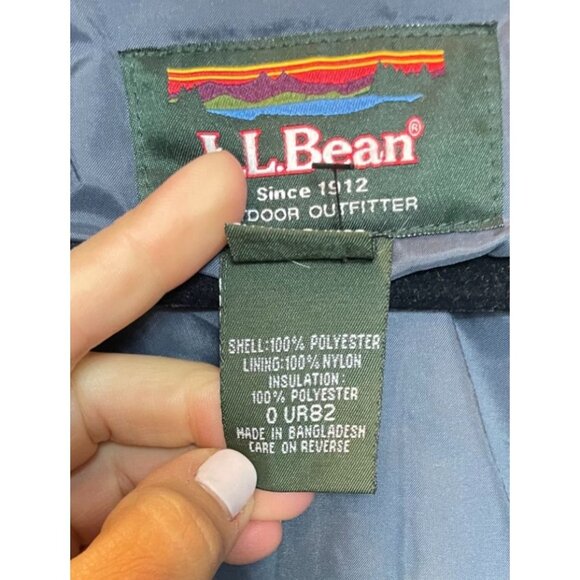 L.L.Bean®
Since 1912
OUTFITTER
SHELL:100% POLYESTER
LINING:100% NYLON
INSULATION:
100% POLYESTER
0 UR82
MADE IN BANGLADESH
CARE ON REVERSE